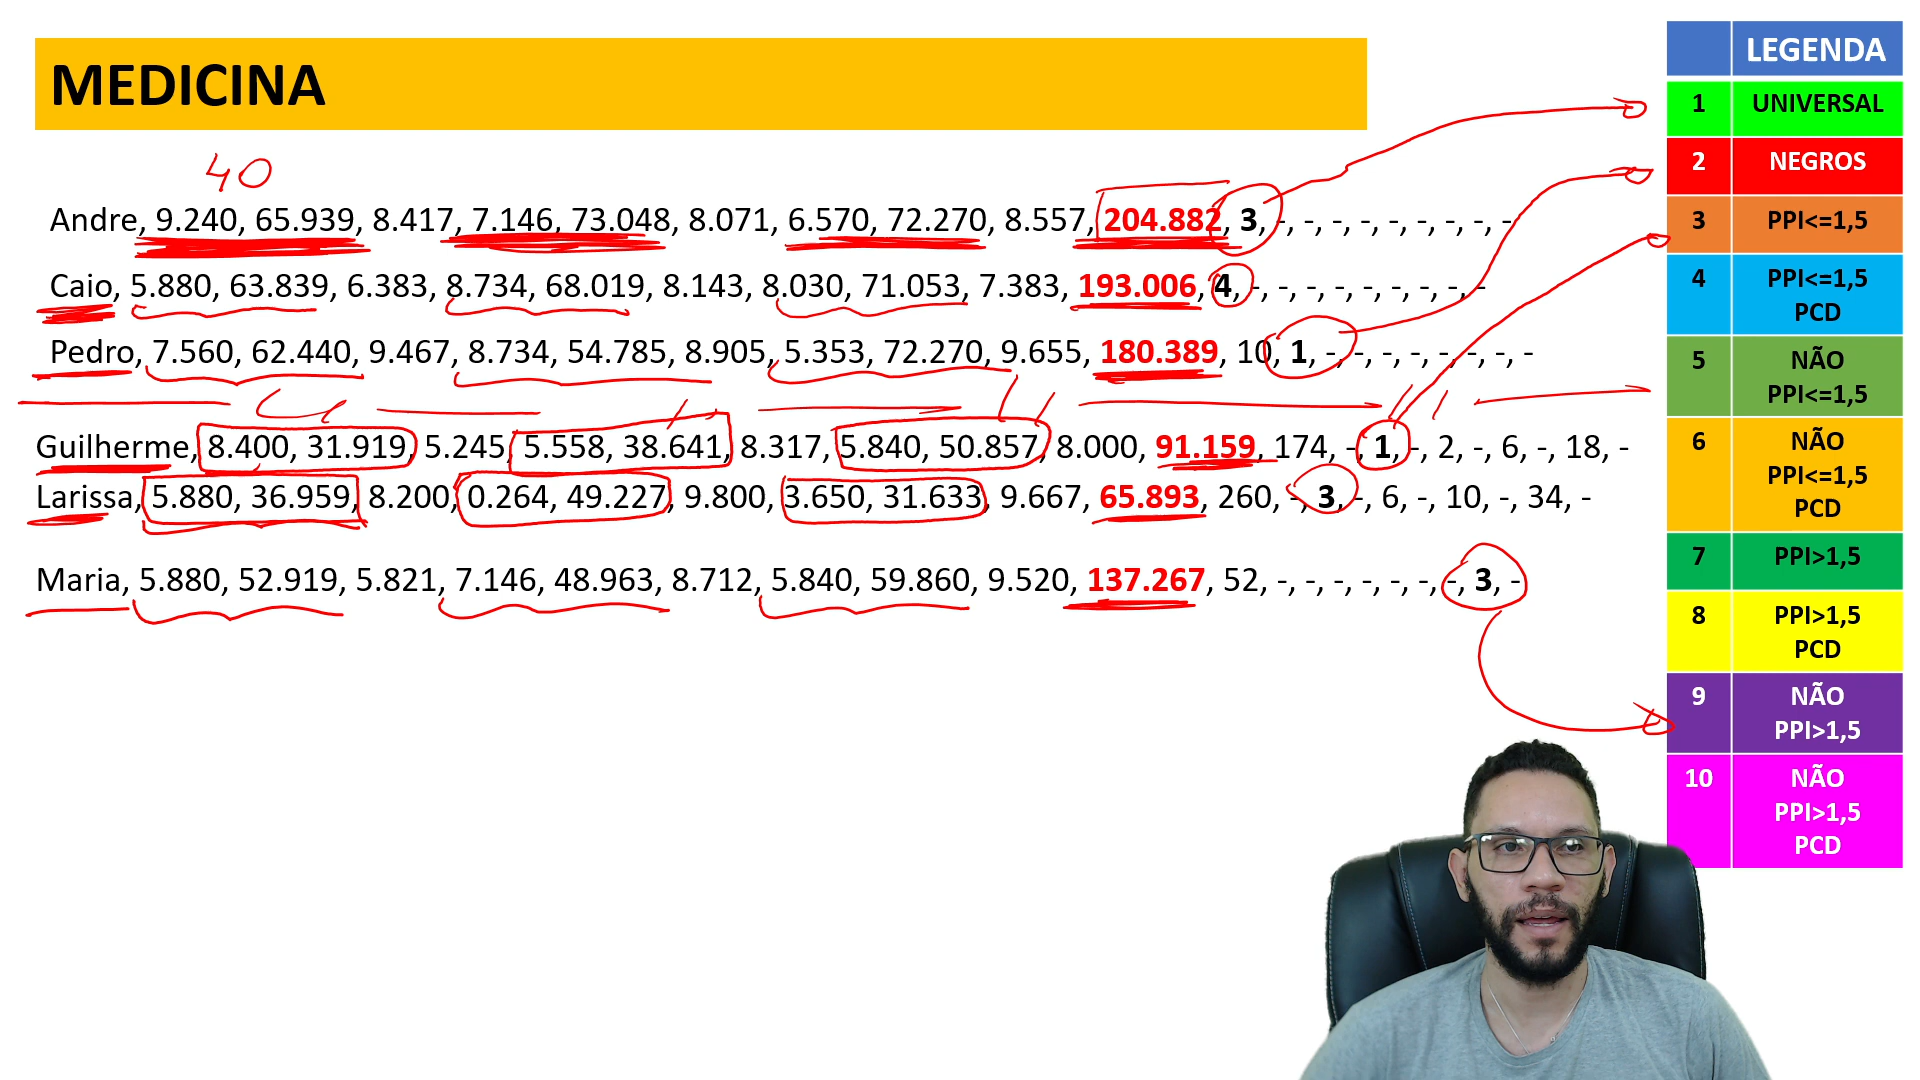 MEDICINA
40
Andre, 9.240, 65.939, 8.417, 7.146, 73.048, 8.071, 6.570, 72.270, 8.557, 204.882, 3, -, -, -, -, -, -, -, -, -
Caio, 5.880, 63.839, 6.383, 8.734, 68.019, 8.143, 8.030, 71.053, 7.383, 193.006, 4, -, -, -, -, -, -, -, -, -
Pedro, 7.560, 62.440, 9.467, 8.734, 54.785, 8.905, 5.353, 72.270, 9.655, 180.389, 10, 1, -, -, -, -, -, -, -, -
Guilherme, 8.400, 31.919, 5.245, 5.558, 38.641, 8.317, 5.840, 50.857, 8.000, 91.159, 174, -, 1, -, 2, -, 6, -, 18, -
Larissa, 5.880, 36.959, 8.200, 0.264, 49.227, 9.800, 3.650, 31.633, 9.667, 65.893, 260, -, 3, -, 6, -, 10, -, 34, -
Maria, 5.880, 52.919, 5.821, 7.146, 48.963, 8.712, 5.840, 59.860, 9.520, 137.267, 52, -, -, -, -, -, -, -, 3, -
LEGENDA
1 UNIVERSAL
2 NEGROS
3 PPI<=1,5
4 PPI<=1,5
PCD
5 NÃO
PPI<=1,5
6 NÃO
PPI<=1,5
PCD
7 PPI>1,5
8 PPI>1,5
PCD
9 NÃO
PPI>1,5
10 NÃO
PPI>1,5
PCD